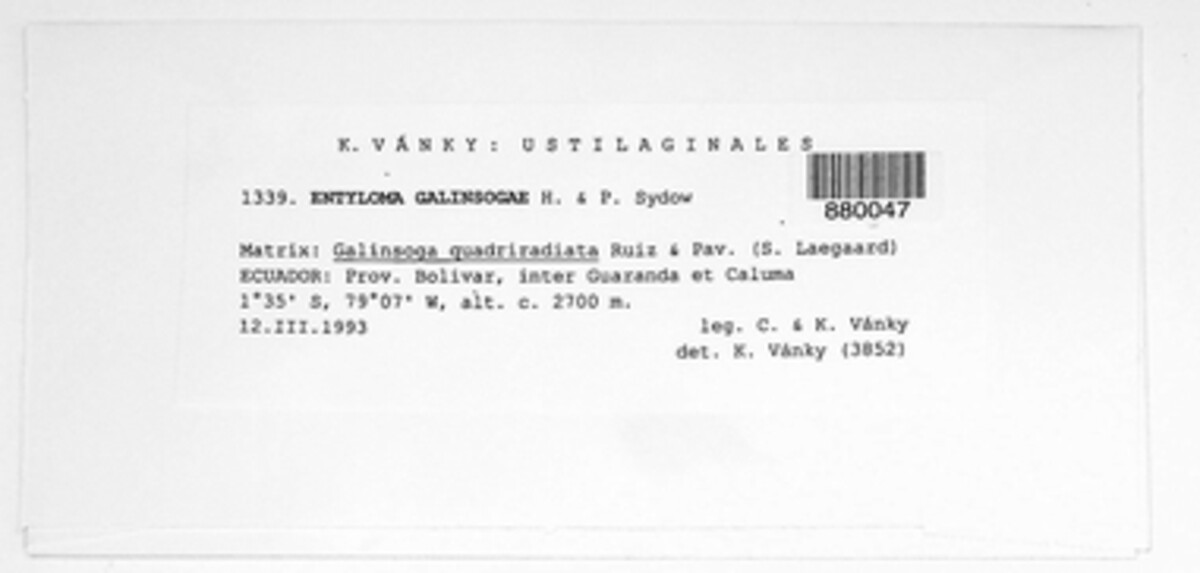 K. VÁNKY: USTILAGINALES
880047
1339. ENTYLOMA GALINSOGAE H. & P. Sydow
Matrix: Galinsoga quadriradiata Ruiz & Pav. (S. Laegaard)
ECUADOR: Prov. Bolivar, inter Guaranda et Caluma
1°35' S, 79°07' W, alt. c. 2700 m.
12.III.1993
leg. C. & K. Vánky
det. K. Vánky (3852)